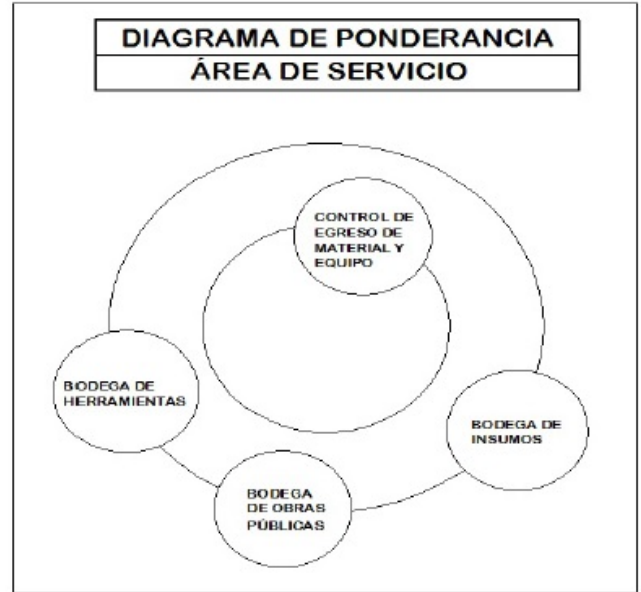 DIAGRAMA DE PONDERANCIA
ÁREA DE SERVICIO
CONTROL DE
EGRESO DE
MATERIAL Y
EQUIPO
BODEGA DE
HERRAMIENTAS
BODEGA DE
INSUMOS
BODEGA
DE OBRAS
PÚBLICAS